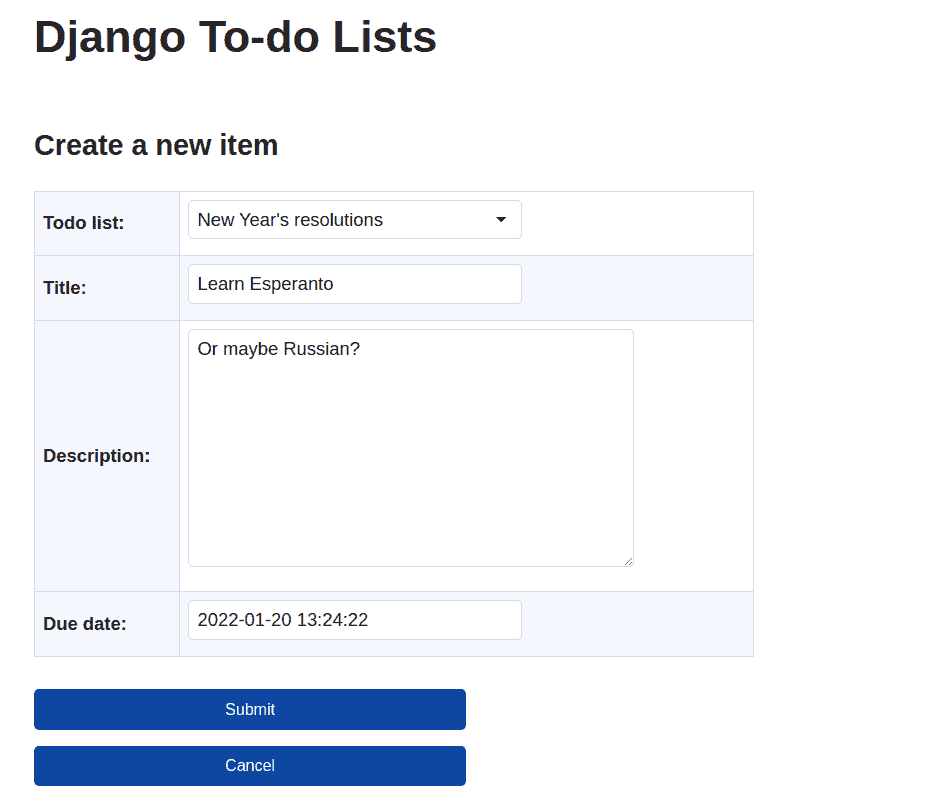 Django To-do Lists
Create a new item
Todo list:
New Year's resolutions
Title:
Learn Esperanto
Description:
Or maybe Russian?
Due date:
2022-01-20 13:24:22
Submit
Cancel